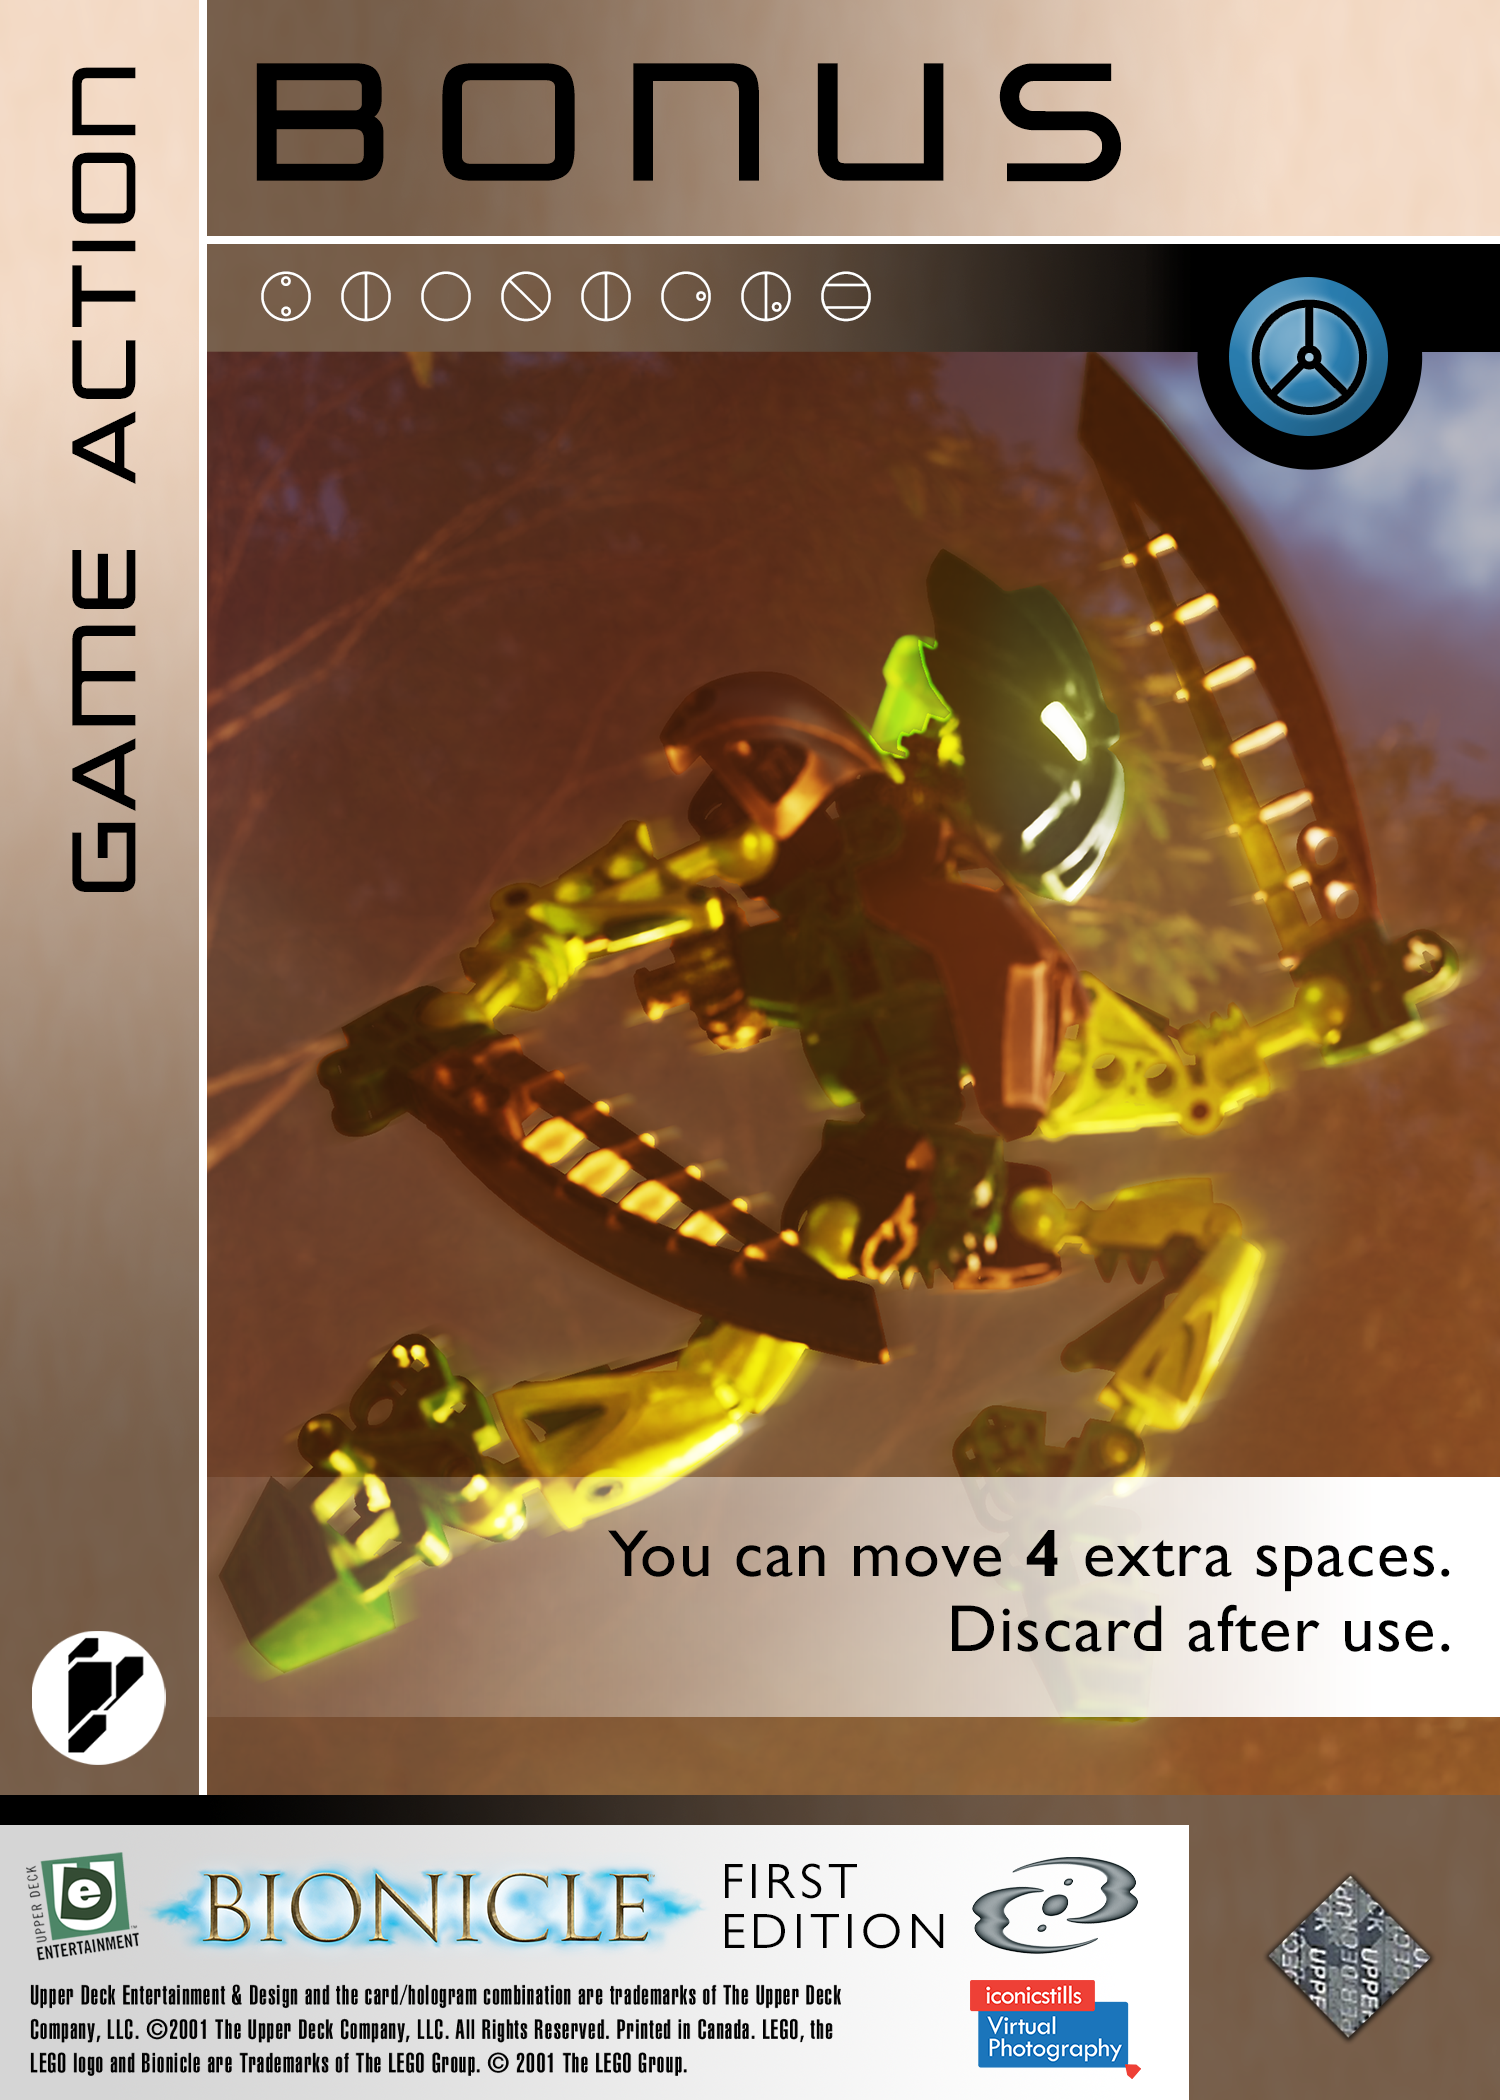 BONUS
GAME ACTION
You can move 4 extra spaces.
Discard after use.
UPPER DECK
e
ENTERTAINMENT
BIONICLE
FIRST
EDITION
Upper Deck Entertainment & Design and the card/hologram combination are trademarks of The Upper Deck
Company, LLC. ©2001 The Upper Deck Company, LLC. All Rights Reserved. Printed in Canada. LEGO, the
LEGO logo and Bionicle are Trademarks of The LEGO Group. © 2001 The LEGO Group.
iconicstills
Virtual
Photography